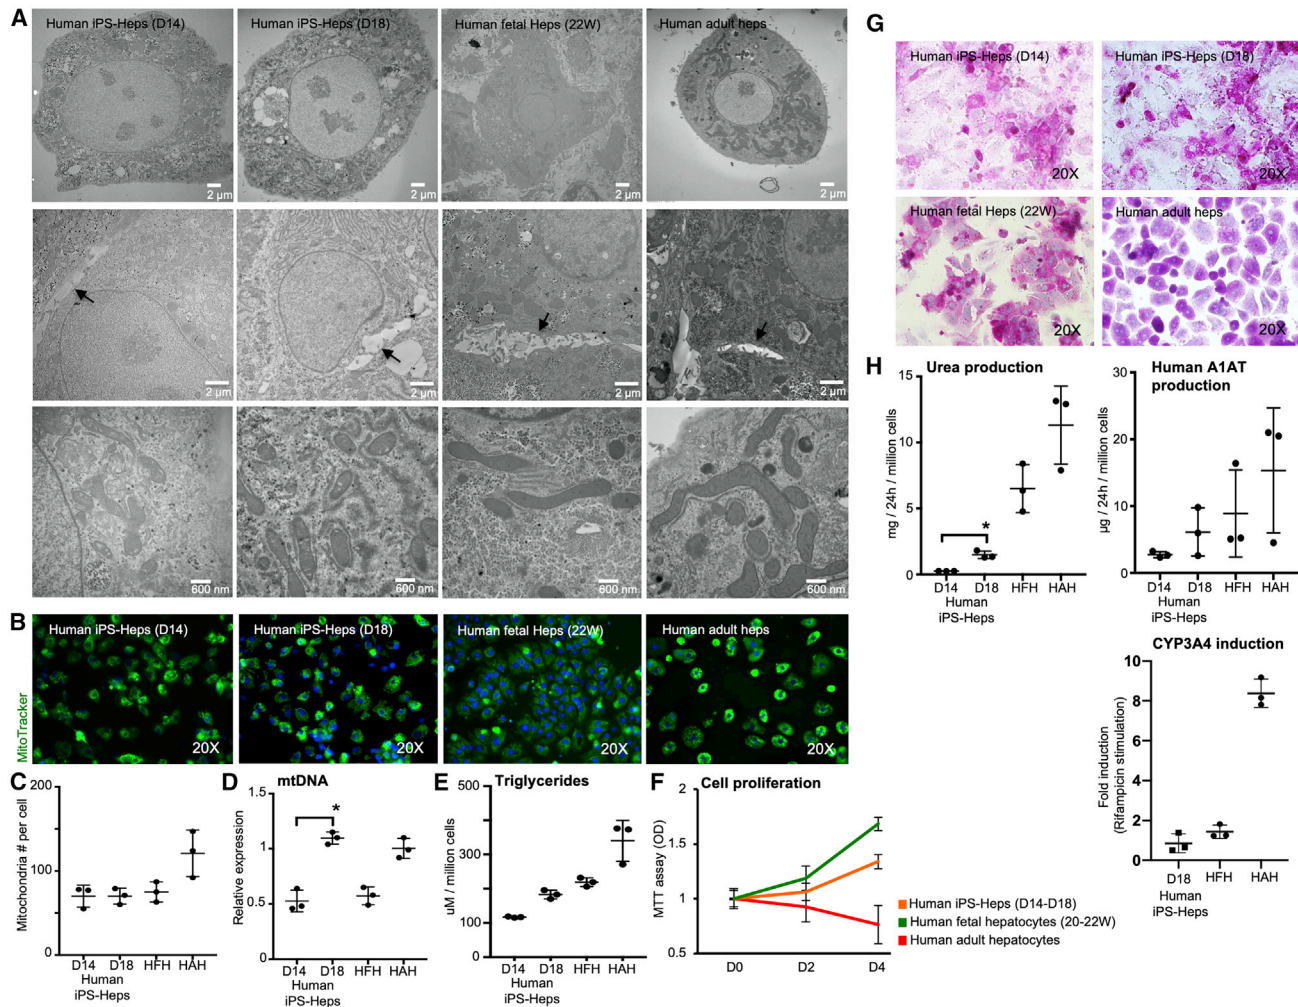 A
Human iPS-Heps (D14)
Human iPS-Heps (D18)
Human fetal Heps (22W)
Human adult heps
2 µm
2 µm
2 µm
2 µm
2 µm
2 µm
2 µm
2 µm
600 nm
600 nm
600 nm
600 nm
B
MitoTracker
Human iPS-Heps (D14)
Human iPS-Heps (D18)
Human fetal Heps (22W)
Human adult heps
20X
20X
20X
20X
C
Mitochondria # per cell
200
100
0
D14
D18
HFH
HAH
Human
iPS-Heps
D
mtDNA
Relative expression
1.5
1
0.5
0
*
D14
D18
HFH
HAH
Human
iPS-Heps
E
Triglycerides
uM / million cells
500
300
100
0
D14
D18
HFH
HAH
Human
iPS-Heps
F
Cell proliferation
MTT assay (OD)
2
1.5
1
0.5
D0
D2
D4
Human iPS-Heps (D14-D18)
Human fetal hepatocytes (20-22W)
Human adult hepatocytes
G
Human iPS-Heps (D14)
Human iPS-Heps (D18)
20X
20X
Human fetal Heps (22W)
Human adult heps
20X
20X
H
Urea production
mg / 24h / million cells
15
10
5
0
*
D14
D18
HFH
HAH
Human
iPS-Heps
Human A1AT
production
µg / 24h / million cells
30
20
10
0
D14
D18
HFH
HAH
Human
iPS-Heps
CYP3A4 induction
Fold induction
(Rifampicin stimulation)
10
8
6
4
2
0
D18
HFH
HAH
Human
iPS-Heps